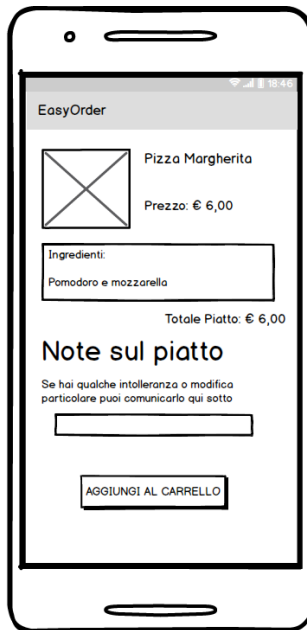 18:46
EasyOrder
Pizza Margherita
Prezzo: € 6,00
Ingredienti:
Pomodoro e mozzarella
Totale Piatto: € 6,00
Note sul piatto
Se hai qualche intolleranza o modifica
particolare puoi comunicarlo qui sotto
AGGIUNGI AL CARRELLO